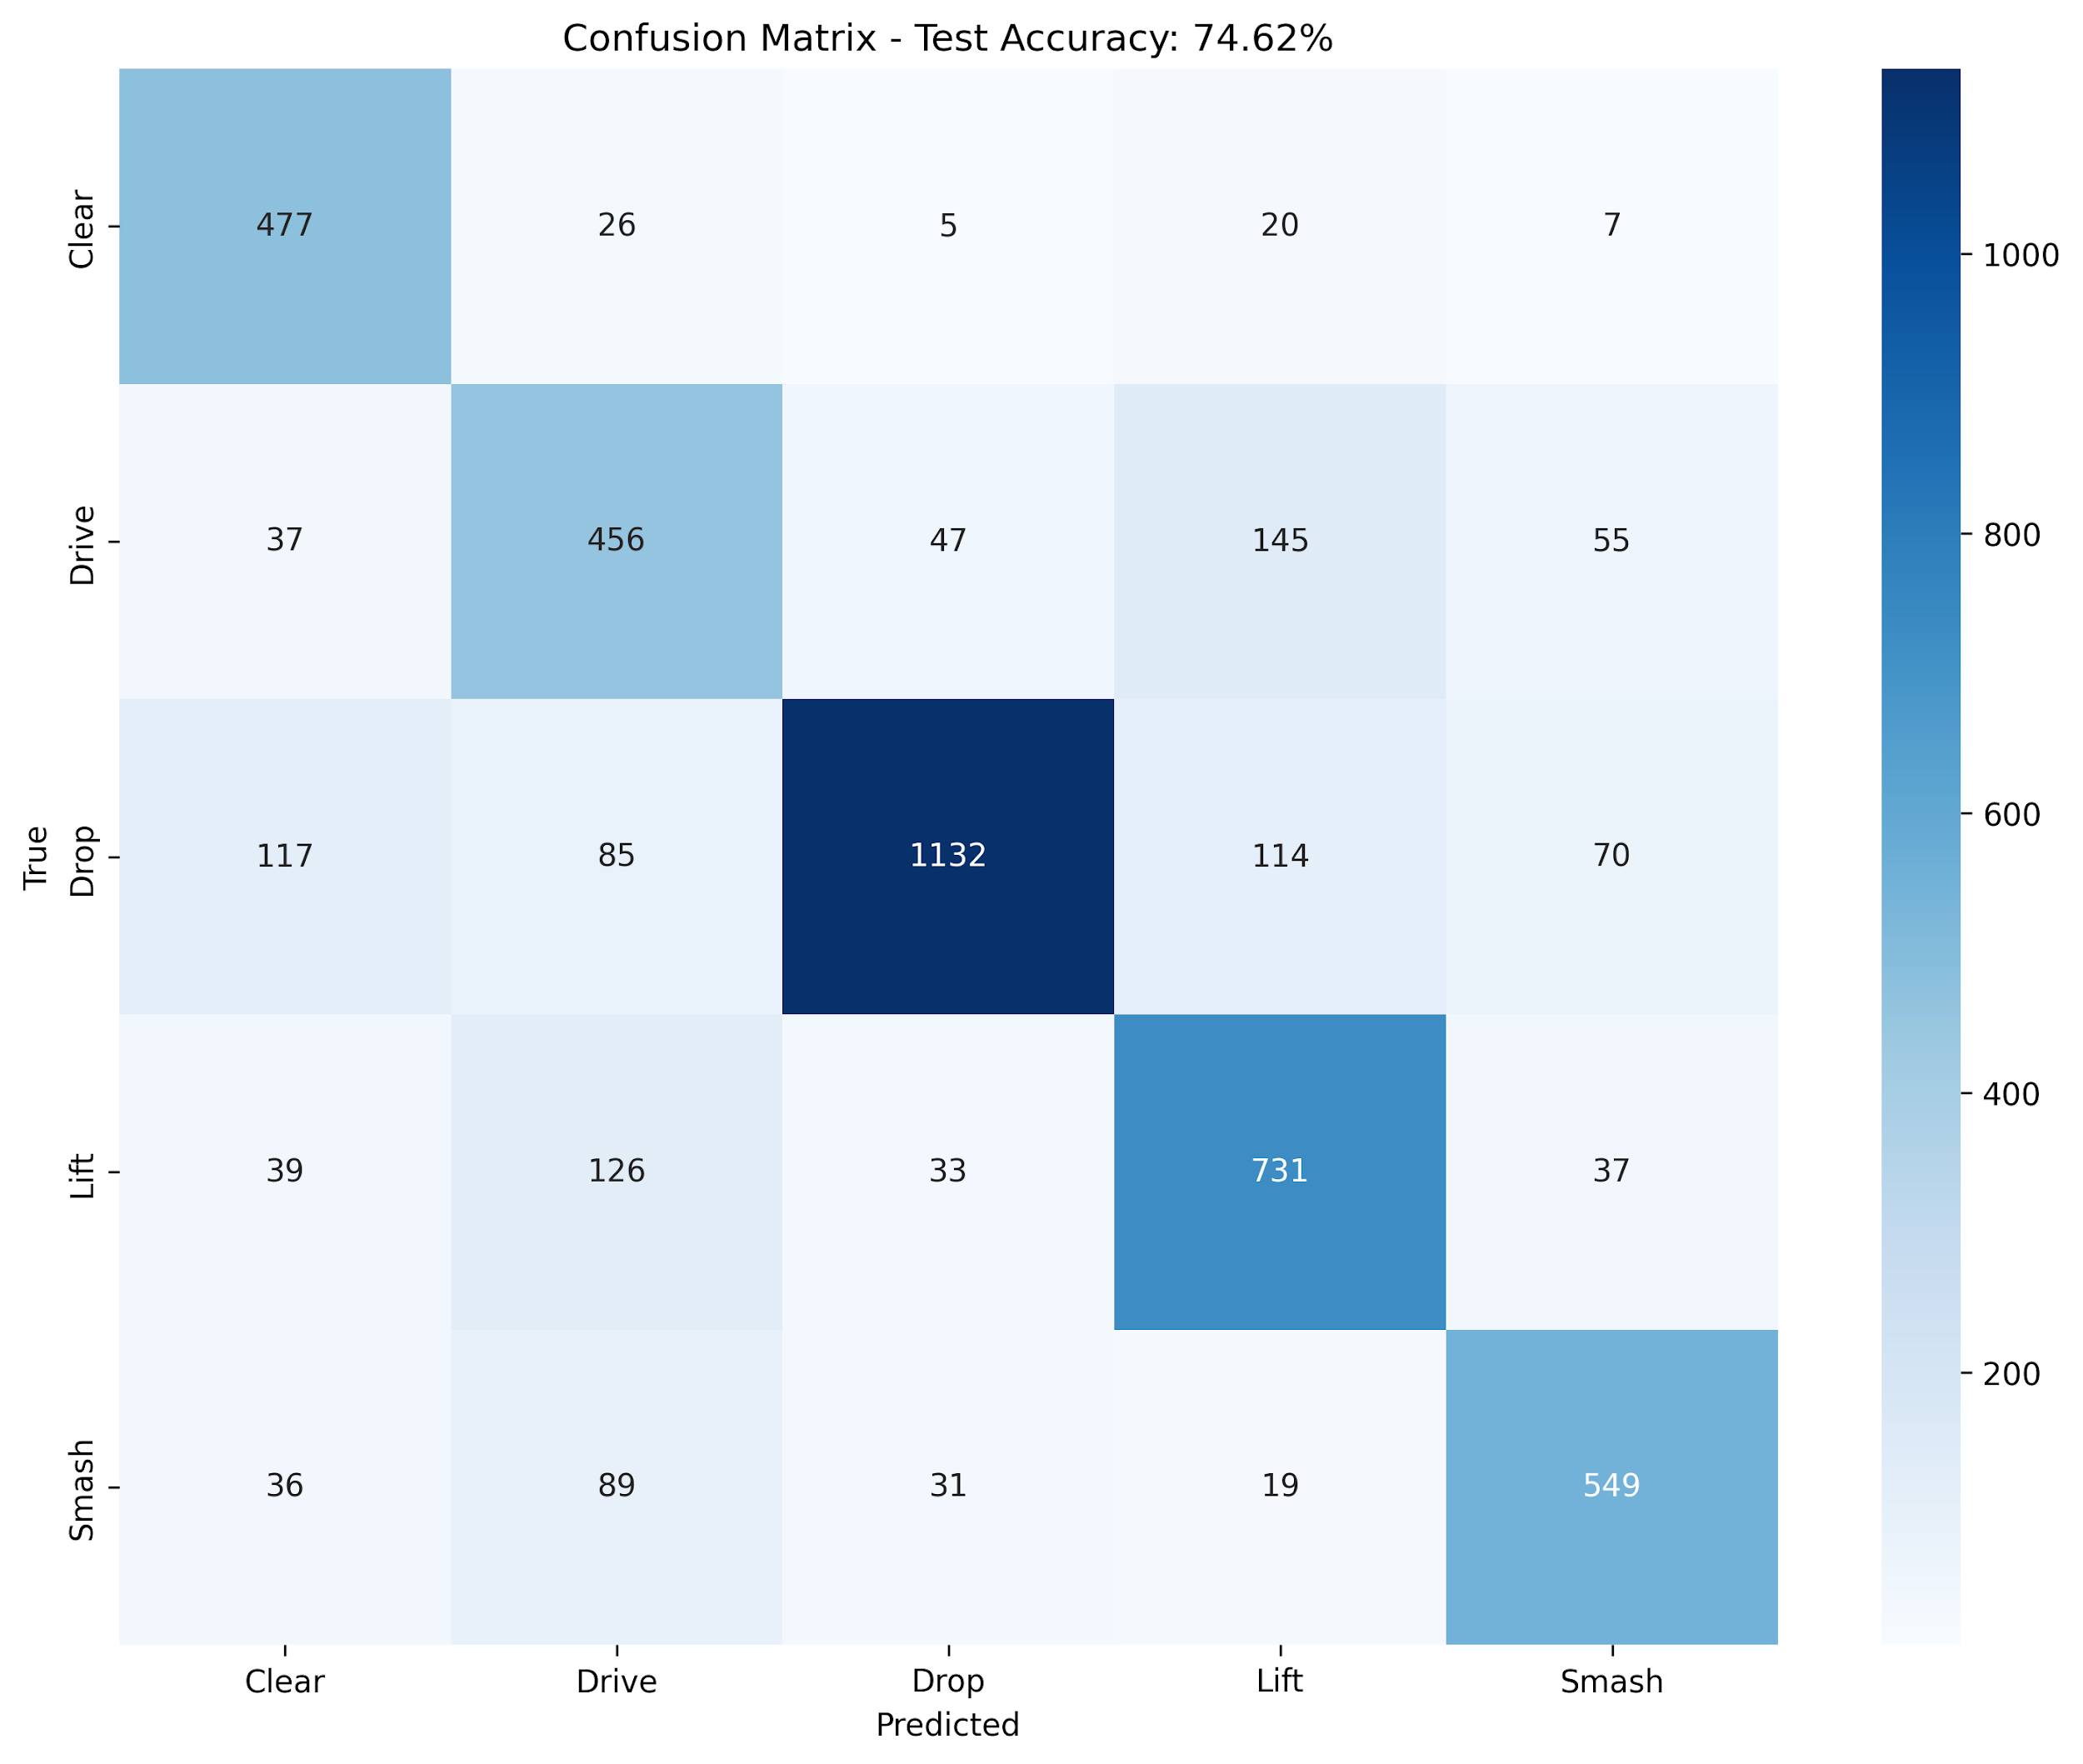 Confusion Matrix - Test Accuracy: 74.62%
Clear 477 26 5 20 7
Drive 37 456 47 145 55
Drop 117 85 1132 114 70
Lift 39 126 33 731 37
Smash 36 89 31 19 549
Clear Drive Drop Lift Smash
Predicted
True
1000
800
600
400
200